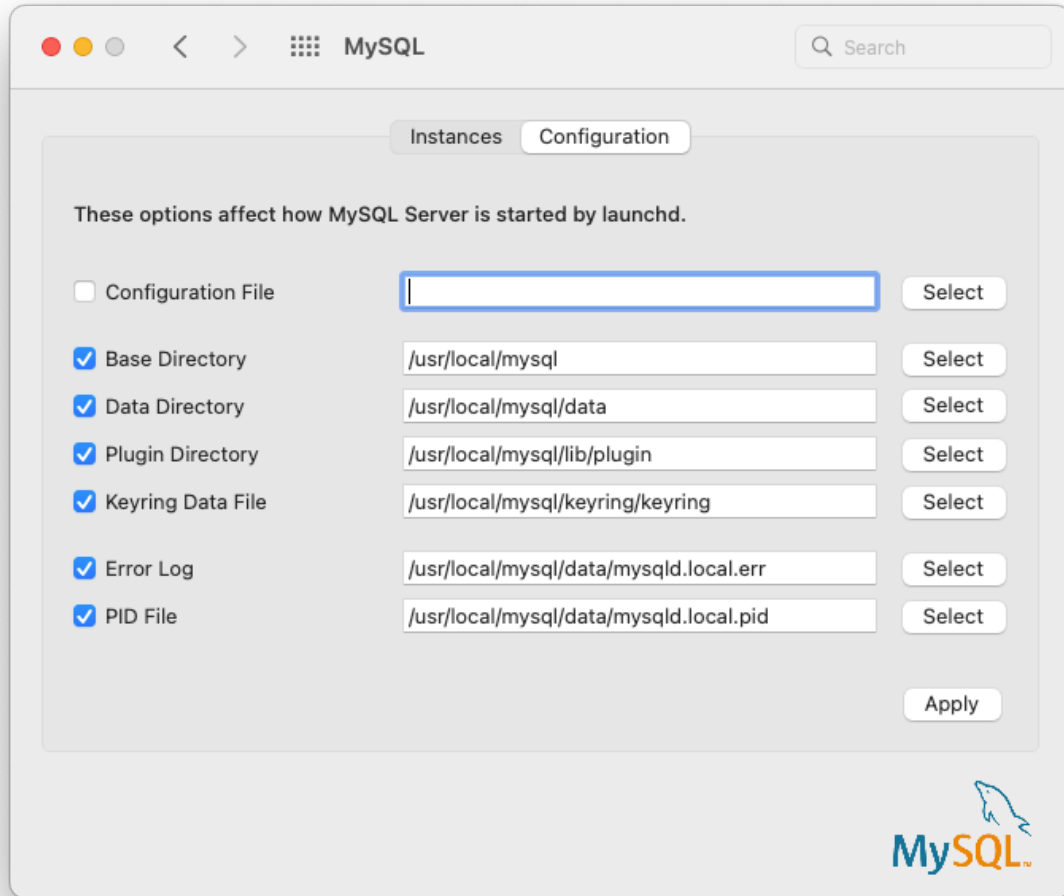 MySQL
Search
Instances Configuration
These options affect how MySQL Server is started by launchd.
Configuration File Select
Base Directory /usr/local/mysql Select
Data Directory /usr/local/mysql/data Select
Plugin Directory /usr/local/mysql/lib/plugin Select
Keyring Data File /usr/local/mysql/keyring/keyring Select
Error Log /usr/local/mysql/data/mysqld.local.err Select
PID File /usr/local/mysql/data/mysqld.local.pid Select
Apply
MySQL™